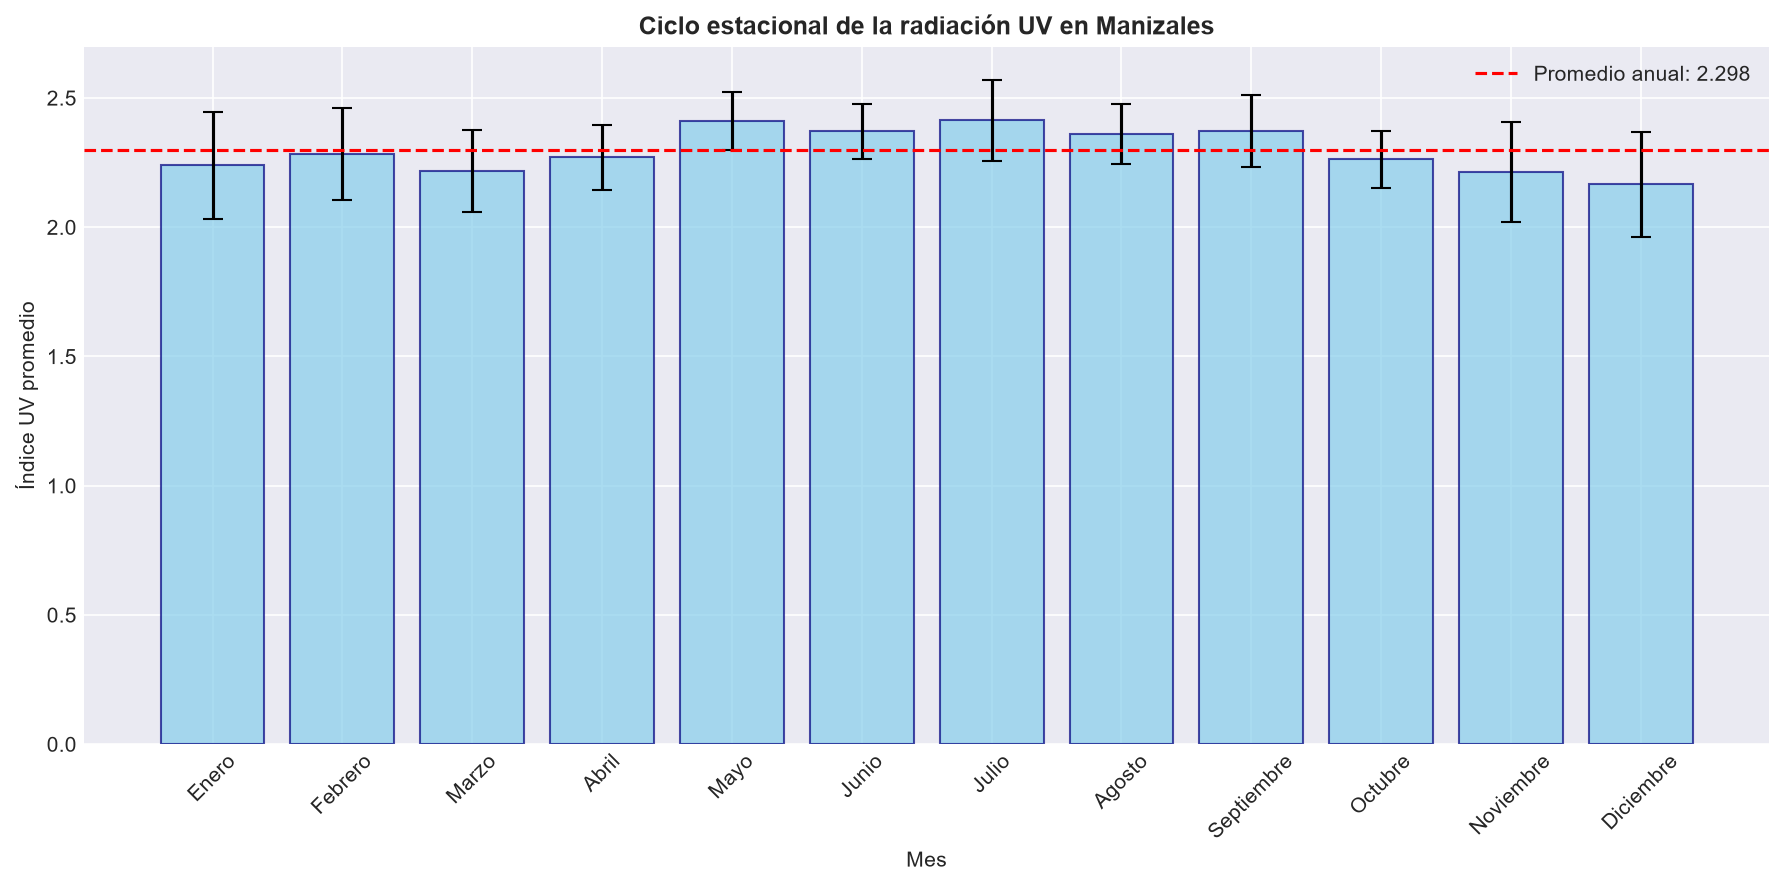 Ciclo estacional de la radiación UV en Manizales
Promedio anual: 2.298
Índice UV promedio
2.5
2.0
1.5
1.0
0.5
0.0
Enero
Febrero
Marzo
Abril
Mayo
Junio
Julio
Agosto
Septiembre
Octubre
Noviembre
Diciembre
Mes